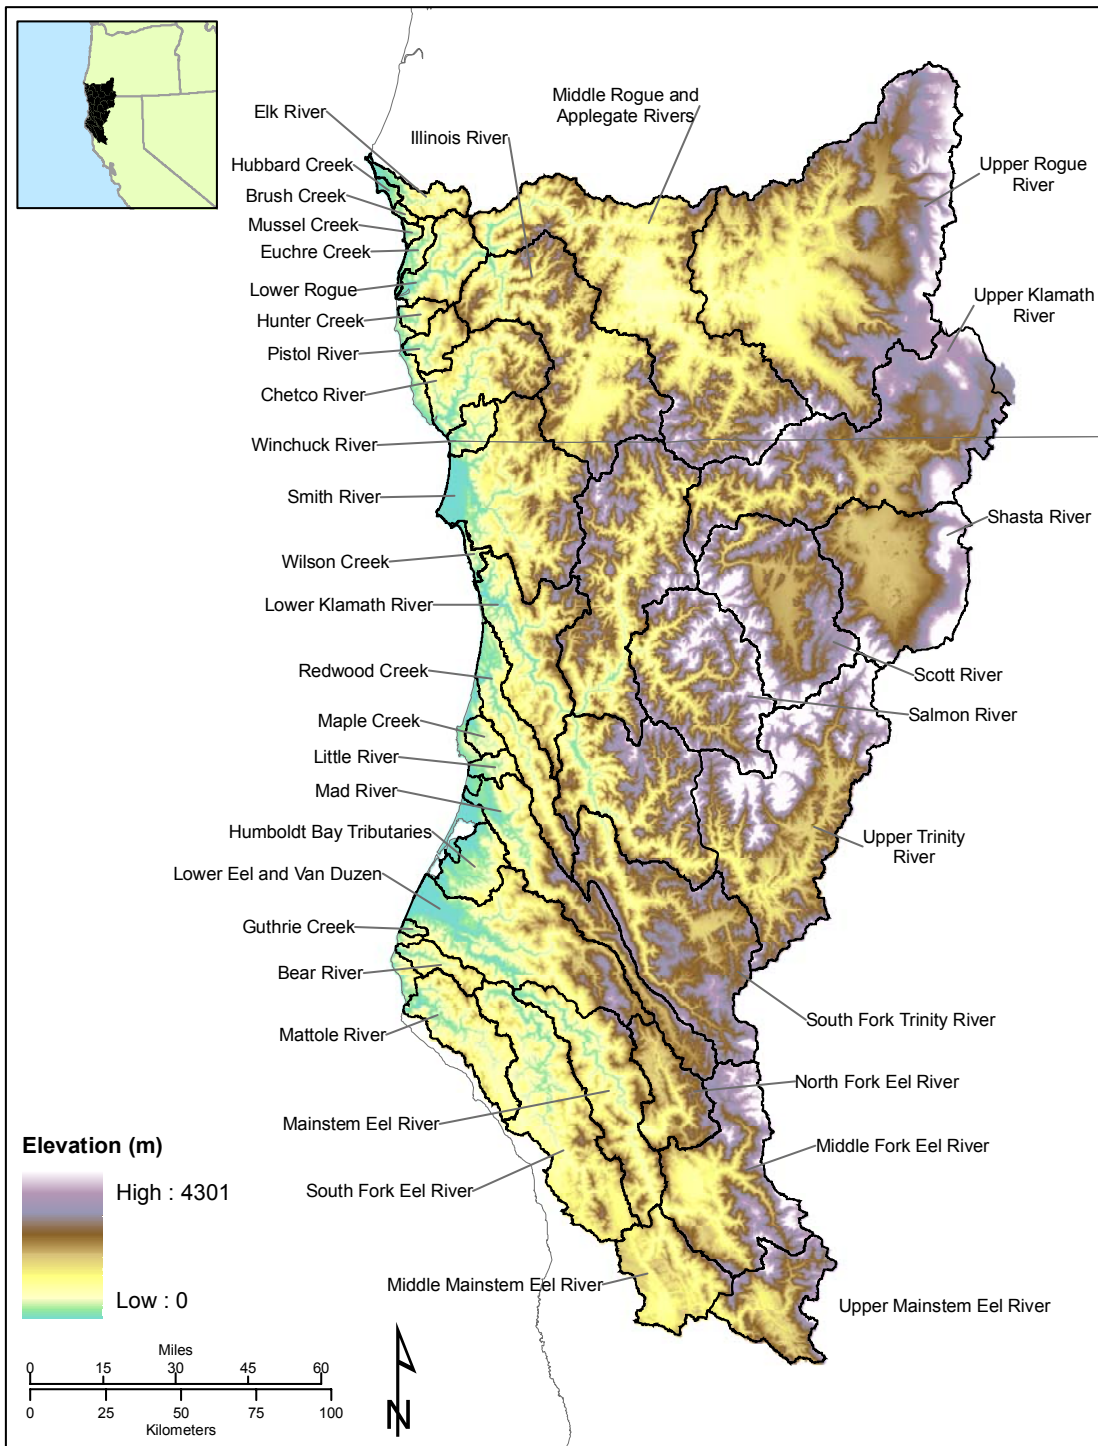 Elk River
Hubbard Creek
Brush Creek
Mussel Creek
Euchre Creek
Lower Rogue
Hunter Creek
Pistol River
Chetco River
Winchuck River
Smith River
Wilson Creek
Lower Klamath River
Redwood Creek
Maple Creek
Little River
Mad River
Humboldt Bay Tributaries
Lower Eel and Van Duzen
Guthrie Creek
Bear River
Mattole River
Mainstem Eel River
South Fork Eel River
Middle Mainstem Eel River
Illinois River
Middle Rogue and
Applegate Rivers
Upper Rogue
River
Upper Klamath
River
Shasta River
Scott River
Salmon River
Upper Trinity
River
South Fork Trinity River
North Fork Eel River
Middle Fork Eel River
Upper Mainstem Eel River
Elevation (m)
High : 4301
Low : 0
Miles
0 15 30 45 60
0 25 50 75 100
Kilometers
N